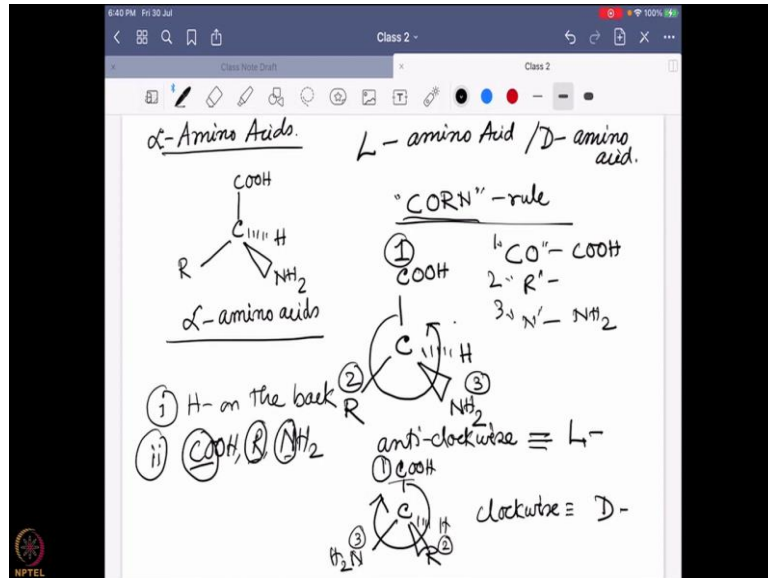 6:40 PM Fri 30 Jul
100%
Class 2
Class Note Draft
Class 2
α-Amino Acids.
COOH
C H
R
NH2
α-amino acids
i H- on the back
ii COOH, R, NH2
L- amino Acid /D- amino acid.
"CORN" -rule
1. "CO" - COOH
2. "R" -
3. N' - NH2
1
COOH
C H
2
R
3
NH2
anti-clockwise ≡ L-
1 COOH
C H
3
H2N
R 2
clockwise ≡ D-
NPTEL